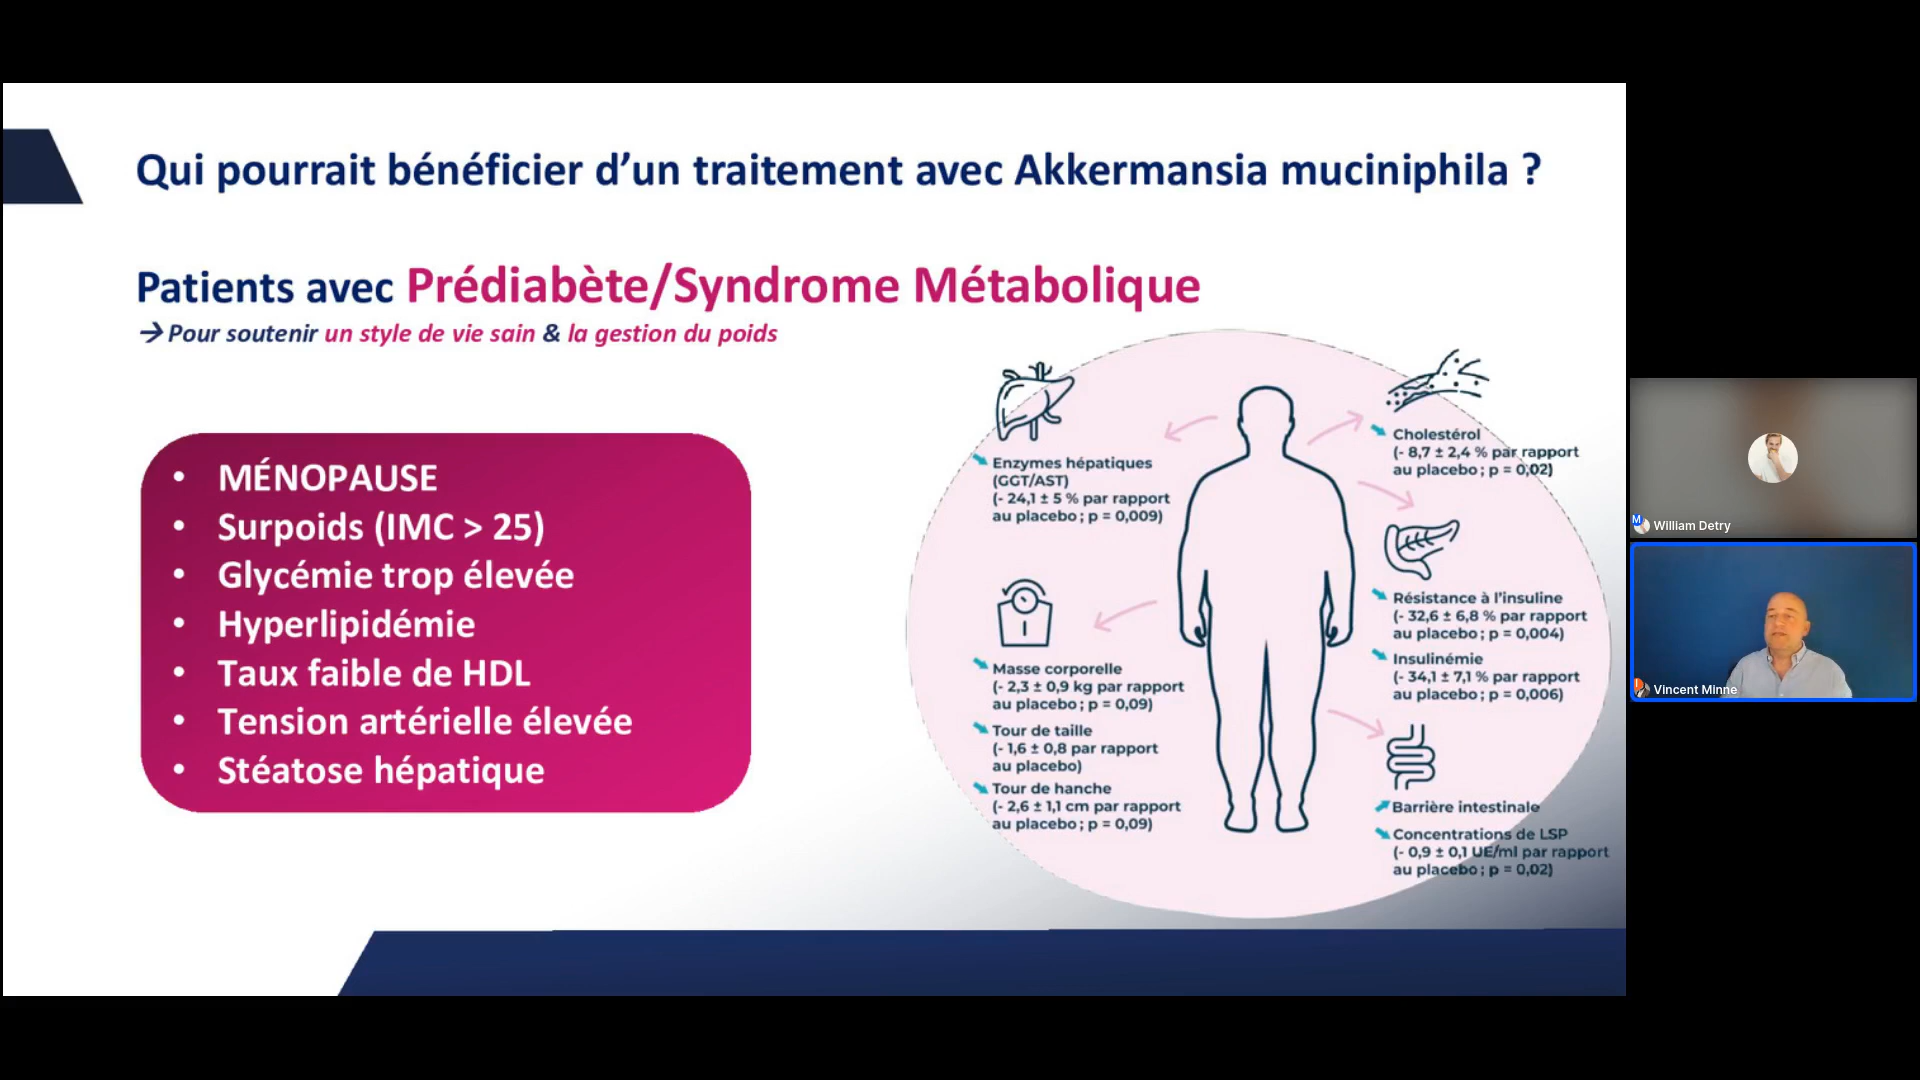 Qui pourrait bénéficier d’un traitement avec Akkermansia muciniphila ?
Patients avec Prédiabète/Syndrome Métabolique
→ Pour soutenir un style de vie sain & la gestion du poids
• MÉNOPAUSE
• Surpoids (IMC > 25)
• Glycémie trop élevée
• Hyperlipidémie
• Taux faible de HDL
• Tension artérielle élevée
• Stéatose hépatique
Enzymes hépatiques
(GGT/AST)
(- 24,1 ± 5 % par rapport
au placebo ; p = 0,009)
Masse corporelle
(- 2,3 ± 0,9 kg par rapport
au placebo ; p = 0,09)
Tour de taille
(- 1,6 ± 0,8 par rapport
au placebo)
Tour de hanche
(- 2,6 ± 1,1 cm par rapport
au placebo ; p = 0,09)
Cholestérol
(- 8,7 ± 2,4 % par rapport
au placebo ; p = 0,02)
Résistance à l’insuline
(- 32,6 ± 6,8 % par rapport
au placebo ; p = 0,004)
Insulinémie
(- 34,1 ± 7,1 % par rapport
au placebo ; p = 0,006)
Barrière intestinale
Concentrations de LSP
(- 0,9 ± 0,1 UE/ml par rapport
au placebo ; p = 0,02)
M
William Detry
Vincent Minne